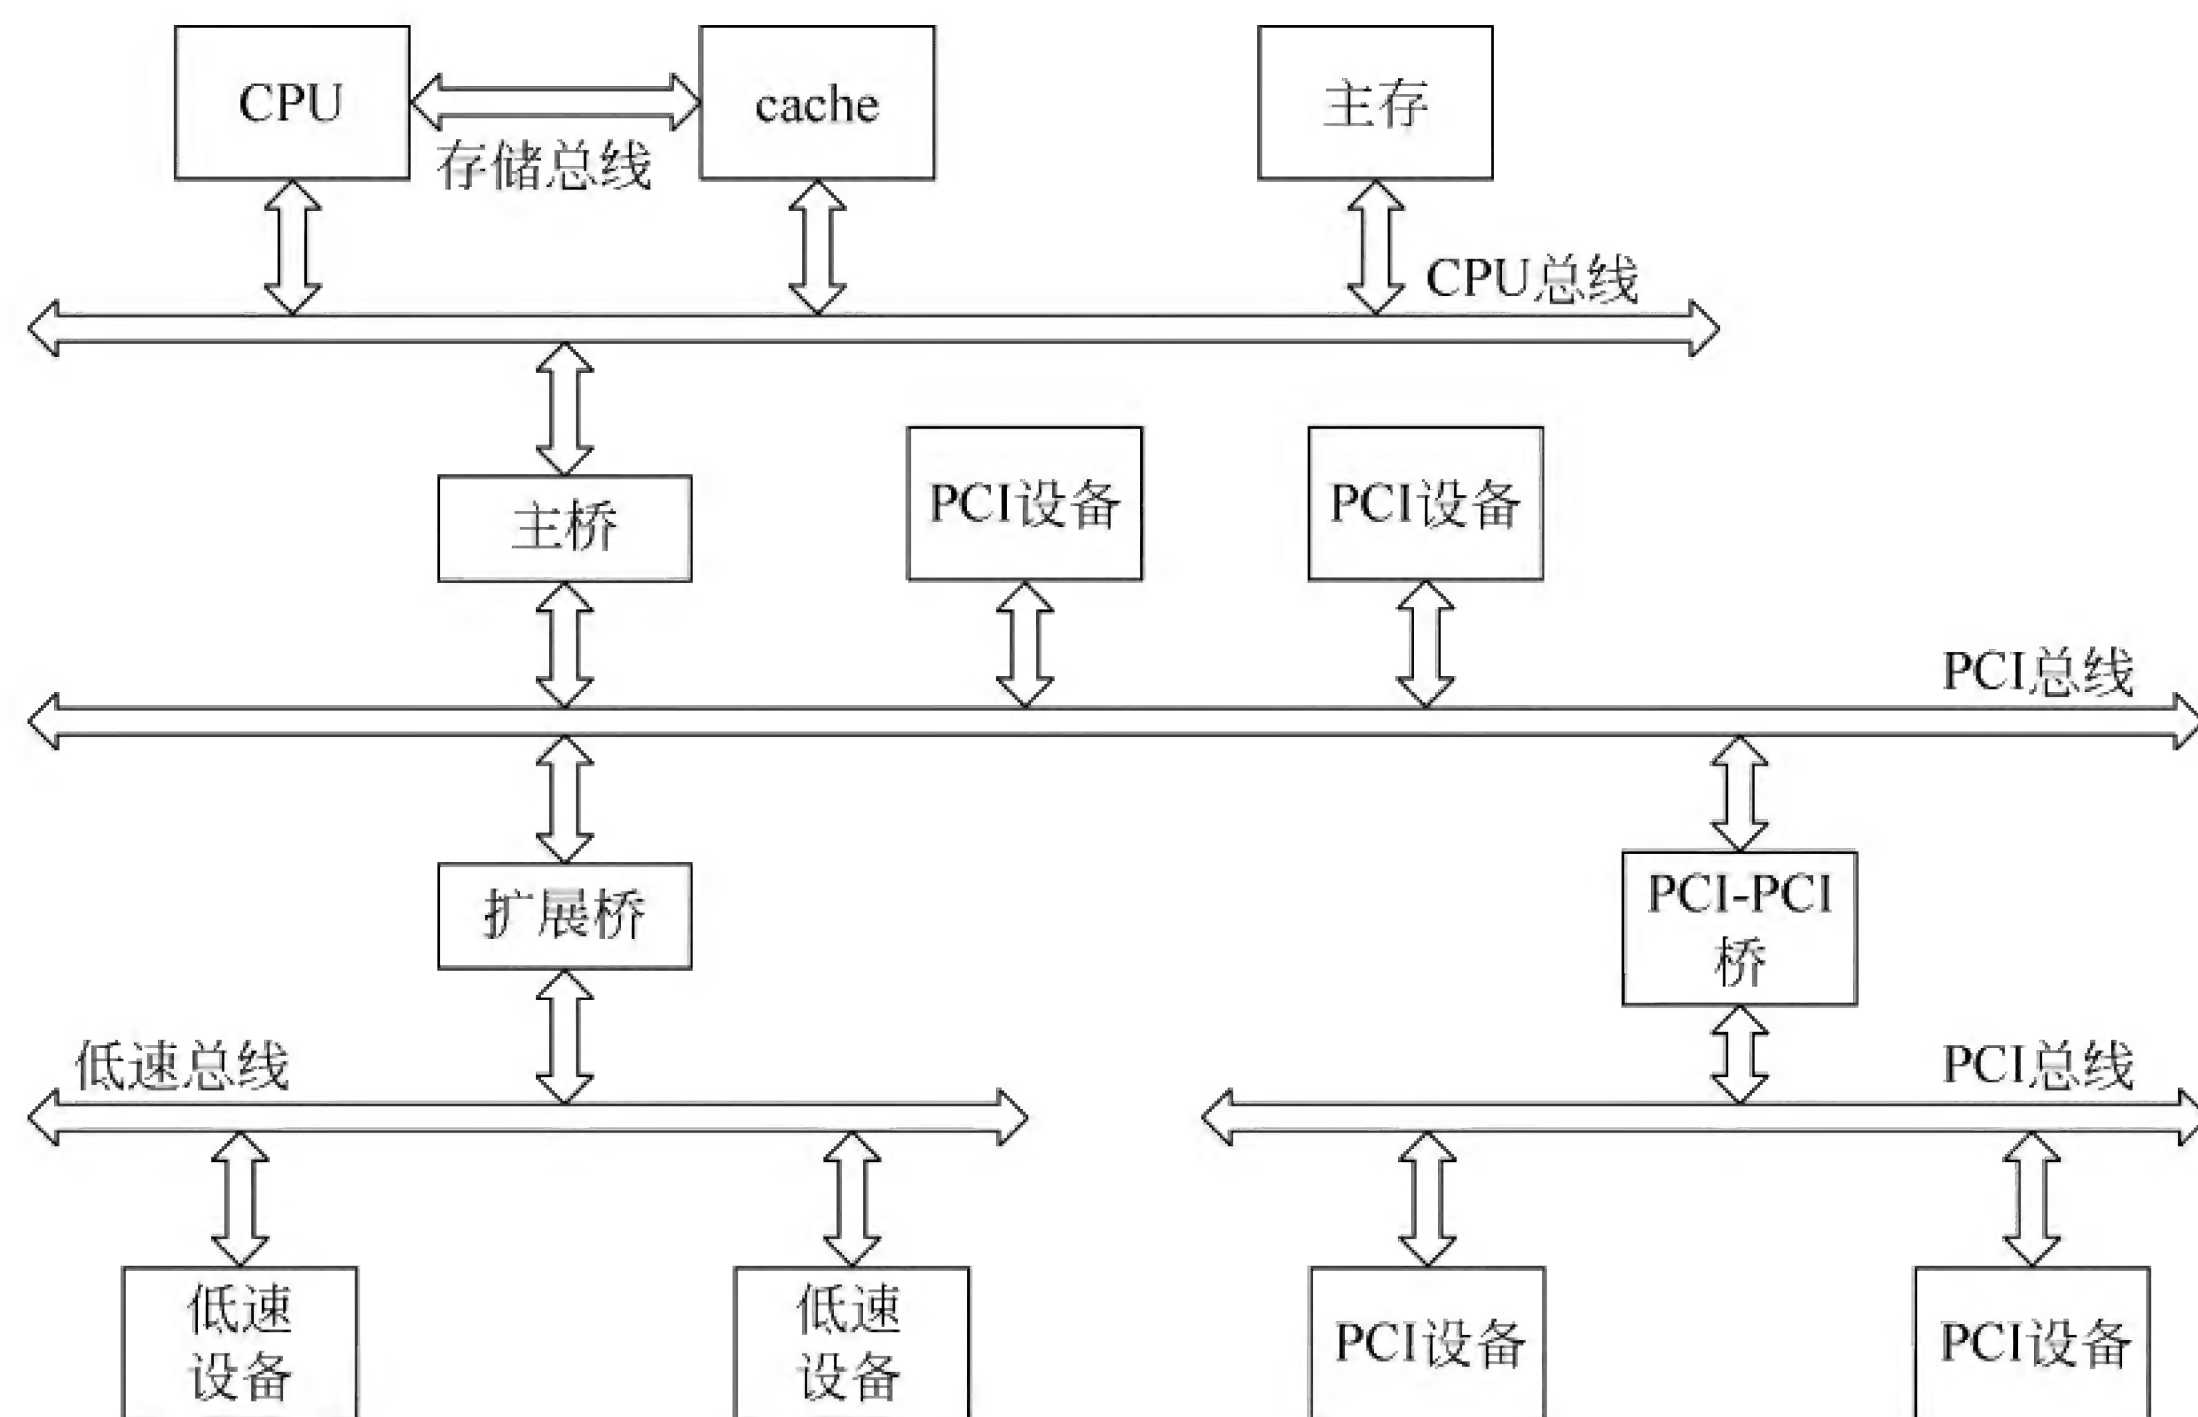 CPU
cache
主存
存储总线
CPU总线
主桥
PCI设备
PCI设备
PCI总线
扩展桥
PCI-PCI
桥
低速总线
PCI总线
低速
设备
低速
设备
PCI设备
PCI设备